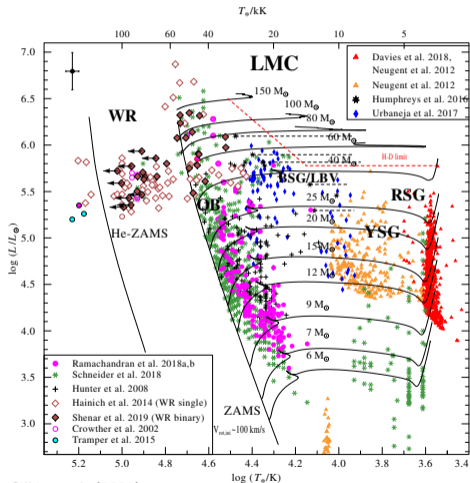 T*/kK
100
50
30
10
5
7.0
6.5
6.0
5.5
5.0
4.5
4.0
3.5
3.0
log (L/L⊙)
LMC
Davies et al. 2018,
Neugent et al. 2012
Neugent et al. 2012
Humphreys et al. 2016
Urbaneja et al. 2017
WR
150 M⊙
100 M⊙
80 M⊙
60 M⊙
H-D limit
40 M⊙
BSG/LBV
RSG
OB
25 M⊙
20 M⊙
YSG
He-ZAMS
15 M⊙
12 M⊙
9 M⊙
7 M⊙
6 M⊙
Ramachandran et al. 2018a,b
Schneider et al. 2018
Hunter et al. 2008
Hainich et al. 2014 (WR single)
Shenar et al. 2019 (WR binary)
Crowther et al. 2002
Tramper et al. 2015
ZAMS
Vrot,ini~100 km/s
5.2
5.0
4.8
4.6
4.4
4.2
4.0
3.8
3.6
3.4
log (T*/K)